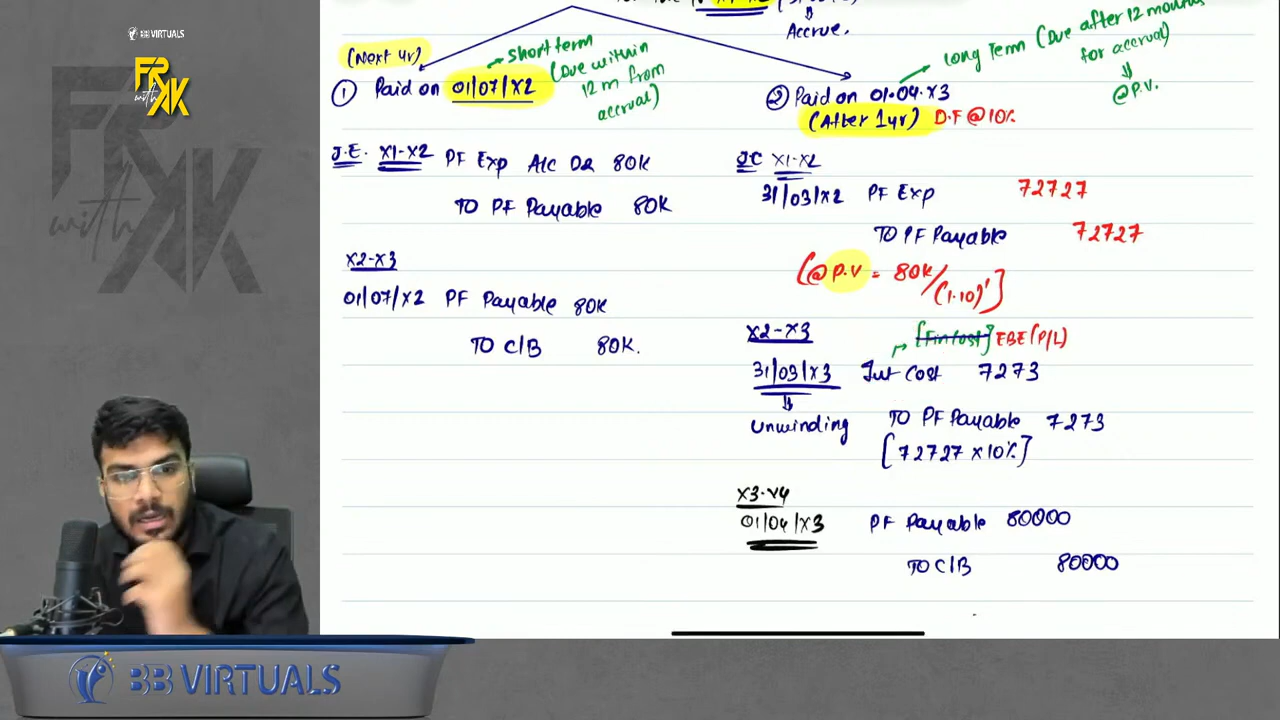 BB VIRTUALS
FR
with
AK
Accrue.
(Next yr)
① Paid on 01/07/X2
short term
(Due within
12 m from
accrual)
② Paid on 01.04.X3
(After 1yr) D.F @ 10%
Long Term (Due after 12 months
for accrual)
@ P.V.
J.E. X1-X2 PF Exp A/c Dr 80K
TO PF Payable 80K
X2-X3
01/07/X2 PF Payable 80K
TO C/B 80K.
JE X1-X2
31/03/X2 PF Exp 72727
TO PF Payable 72727
[@ P.V = 80K/(1.10)¹]
X2-X3
[Fin Cost] EBE (P/L)
31/03/X3 Int Cost 7273
Unwinding TO PF Payable 7273
[72727 X 10%]
X3-X4
01/04/X3 PF Payable 80000
TO C/B 80000
BB VIRTUALS